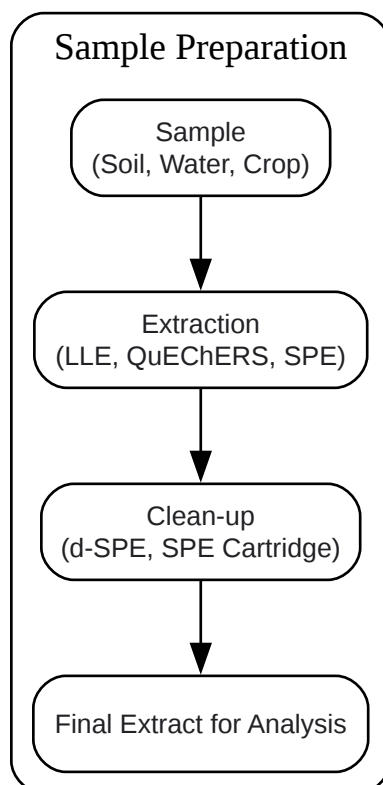 Sample Preparation
Sample
(Soil, Water, Crop)
Extraction
(LLE, QuEChERS, SPE)
Clean-up
(d-SPE, SPE Cartridge)
Final Extract for Analysis